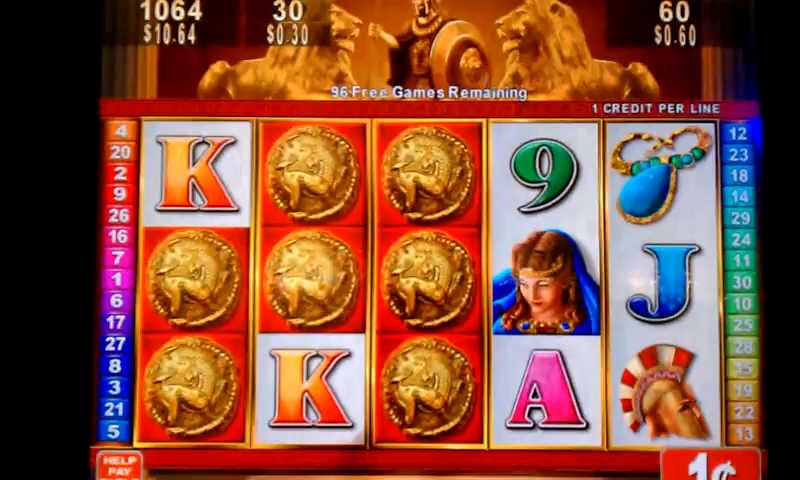 1064 30 60
$10.64 $0.30 $0.60
96 Free Games Remaining
1 CREDIT PER LINE
4 12
20 K 9 23
2 18
9 14
26 29
16 24
7 11
1 J 30
6 10
17 25
27 28
8 15
3 K A 19
21 22
5 13
HELP
PAY
1¢